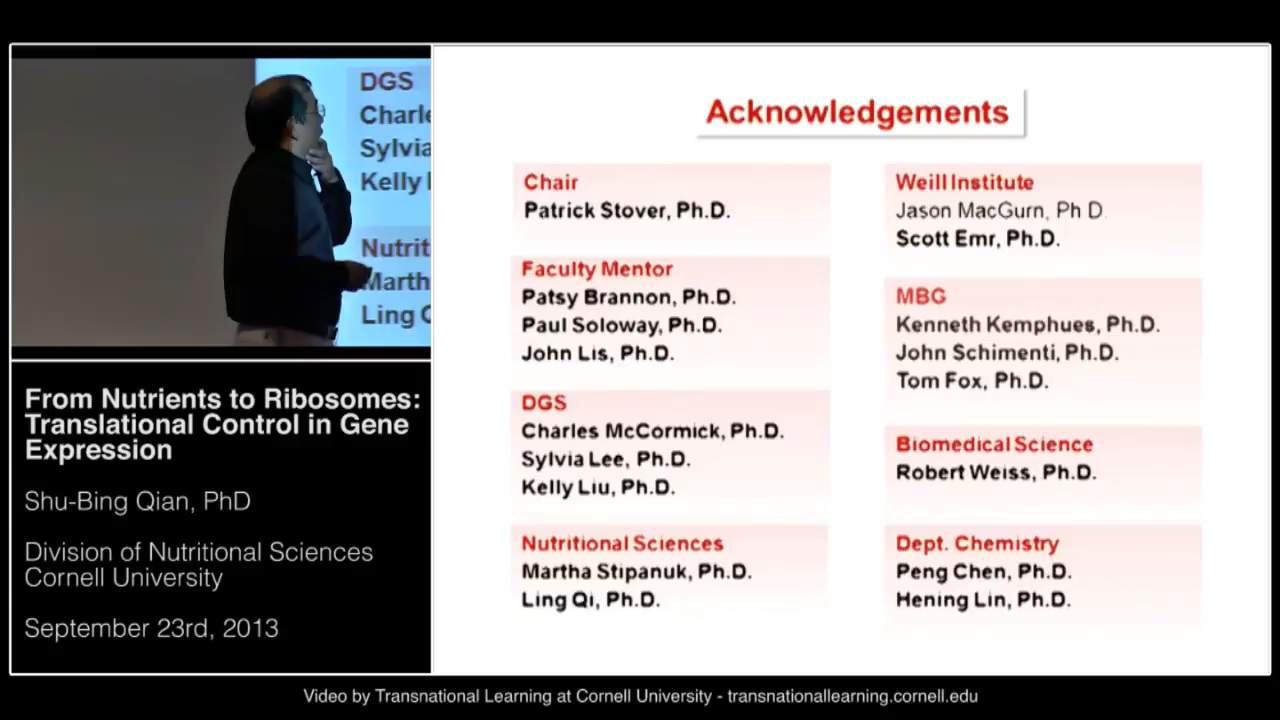 DGS
Charle
Sylvia
Kelly
Nutrit
Marth
Ling
From Nutrients to Ribosomes:
Translational Control in Gene
Expression
Shu-Bing Qian, PhD
Division of Nutritional Sciences
Cornell University
September 23rd, 2013
Acknowledgements
Chair
Patrick Stover, Ph.D.
Faculty Mentor
Patsy Brannon, Ph.D.
Paul Soloway, Ph.D.
John Lis, Ph.D.
DGS
Charles McCormick, Ph.D.
Sylvia Lee, Ph.D.
Kelly Liu, Ph.D.
Nutritional Sciences
Martha Stipanuk, Ph.D.
Ling Qi, Ph.D.
Weill Institute
Jason MacGurn, Ph D.
Scott Emr, Ph.D.
MBG
Kenneth Kemphues, Ph.D.
John Schimenti, Ph.D.
Tom Fox, Ph.D.
Biomedical Science
Robert Weiss, Ph.D.
Dept. Chemistry
Peng Chen, Ph.D.
Hening Lin, Ph.D.
Video by Transnational Learning at Cornell University - transnationallearning.cornell.edu